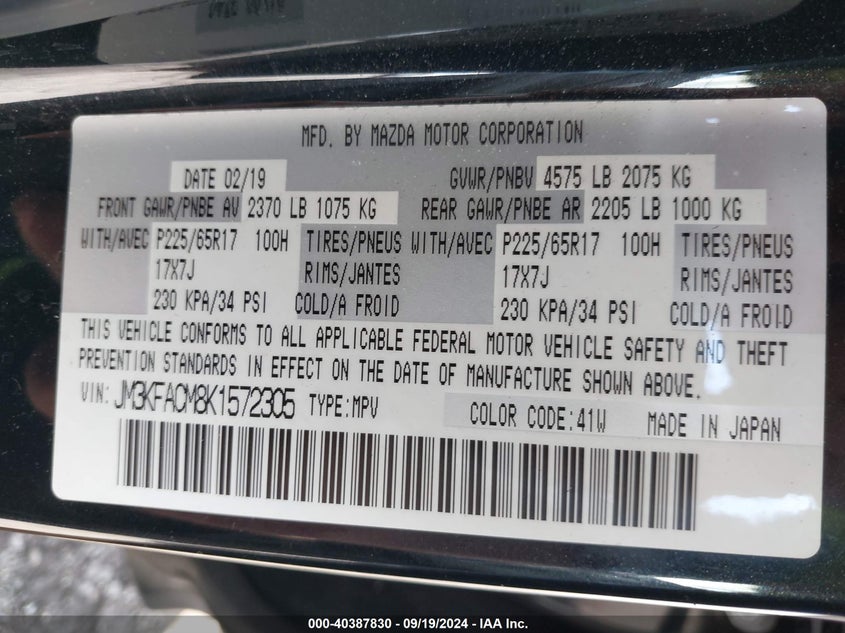 MFD. BY MAZDA MOTOR CORPORATION
DATE 02/19 GVWR/PNBV 4575 LB 2075 KG
FRONT GAWR/PNBE AV 2370 LB 1075 KG REAR GAWR/PNBE AR 2205 LB 1000 KG
WITH/AVEC P225/65R17 100H TIRES/PNEUS WITH/AVEC P225/65R17 100H TIRES/PNEUS
17X7J RIMS/JANTES 17X7J RIMS/JANTES
230 KPA/34 PSI COLD/A FROID 230 KPA/34 PSI COLD/A FROID
THIS VEHICLE CONFORMS TO ALL APPLICABLE FEDERAL MOTOR VEHICLE SAFETY AND THEFT
PREVENTION STANDARDS IN EFFECT ON THE DATE OF MANUFACTURE SHOWN ABOVE.
VIN: JM3KFACM8K1572305 TYPE:MPV COLOR CODE:41W MADE IN JAPAN
000-40387830 - 09/19/2024 - IAA Inc.